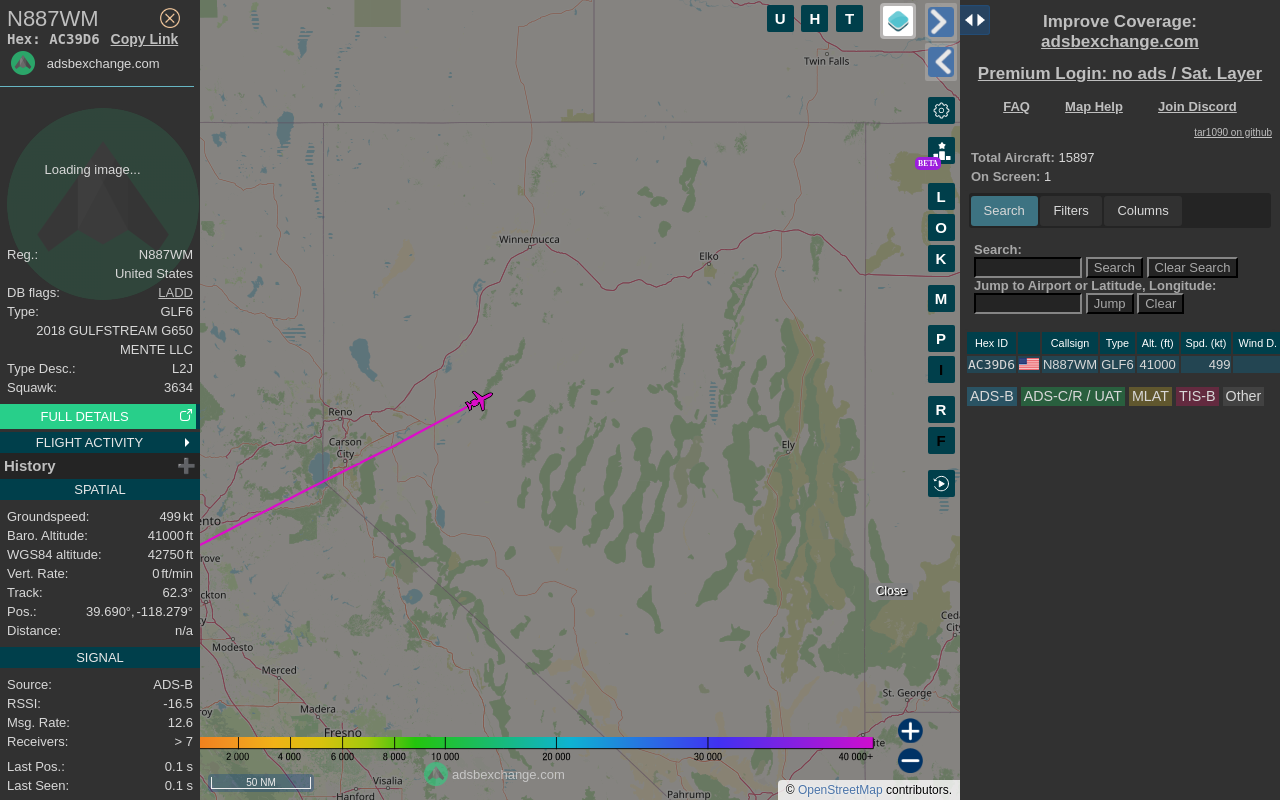 N887WM
Hex: AC39D6 Copy Link
adsbexchange.com
Loading image...
Reg.: N887WM
United States
DB flags: LADD
Type: GLF6
2018 GULFSTREAM G650
MENTE LLC
Type Desc.: L2J
Squawk: 3634
FULL DETAILS
FLIGHT ACTIVITY
History
SPATIAL
Groundspeed: 499 kt
Baro. Altitude: 41000 ft
WGS84 altitude: 42750 ft
Vert. Rate: 0 ft/min
Track: 62.3°
Pos.: 39.690°, -118.279°
Distance: n/a
SIGNAL
Source: ADS-B
RSSI: -16.5
Msg. Rate: 12.6
Receivers: > 7
Last Pos.: 0.1 s
Last Seen: 0.1 s
U H T
Twin Falls
BETA
L
O
K
M
P
I
R
F
Winnemucca
Elko
Reno
Carson
City
Ely
ento
rove
ckton
y
Modesto
Merced
roy
Madera
Fresno
Visalia
Hanford
Close
Ceda
City
St. George
ite
Pahrump
2 000 4 000 6 000 8 000 10 000 20 000 30 000 40 000+
adsbexchange.com
50 NM
© OpenStreetMap contributors.
Improve Coverage:
adsbexchange.com
Premium Login: no ads / Sat. Layer
FAQ Map Help Join Discord
tar1090 on github
Total Aircraft: 15897
On Screen: 1
Search Filters Columns
Search:
Search Clear Search
Jump to Airport or Latitude, Longitude:
Jump Clear
Hex ID Callsign Type Alt. (ft) Spd. (kt) Wind D.
AC39D6 N887WM GLF6 41000 499
ADS-B ADS-C/R / UAT MLAT TIS-B Other